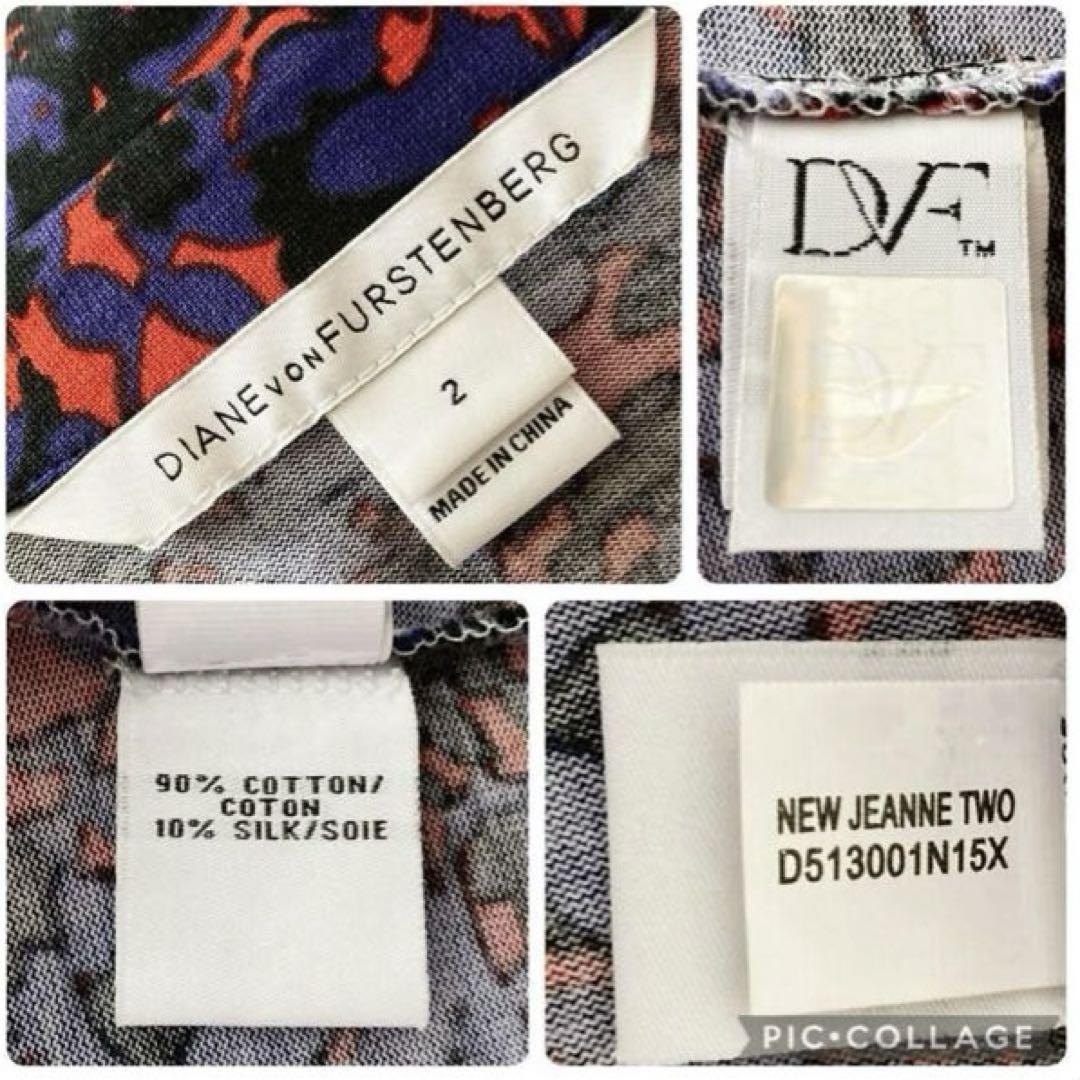 DIANE VON FURSTENBERG
2
MADE IN CHINA
DVF™
DVF
90% COTTON/
COTON
10% SILK/SOIE
NEW JEANNE TWO
D513001N15X
PIC•COLLAGE